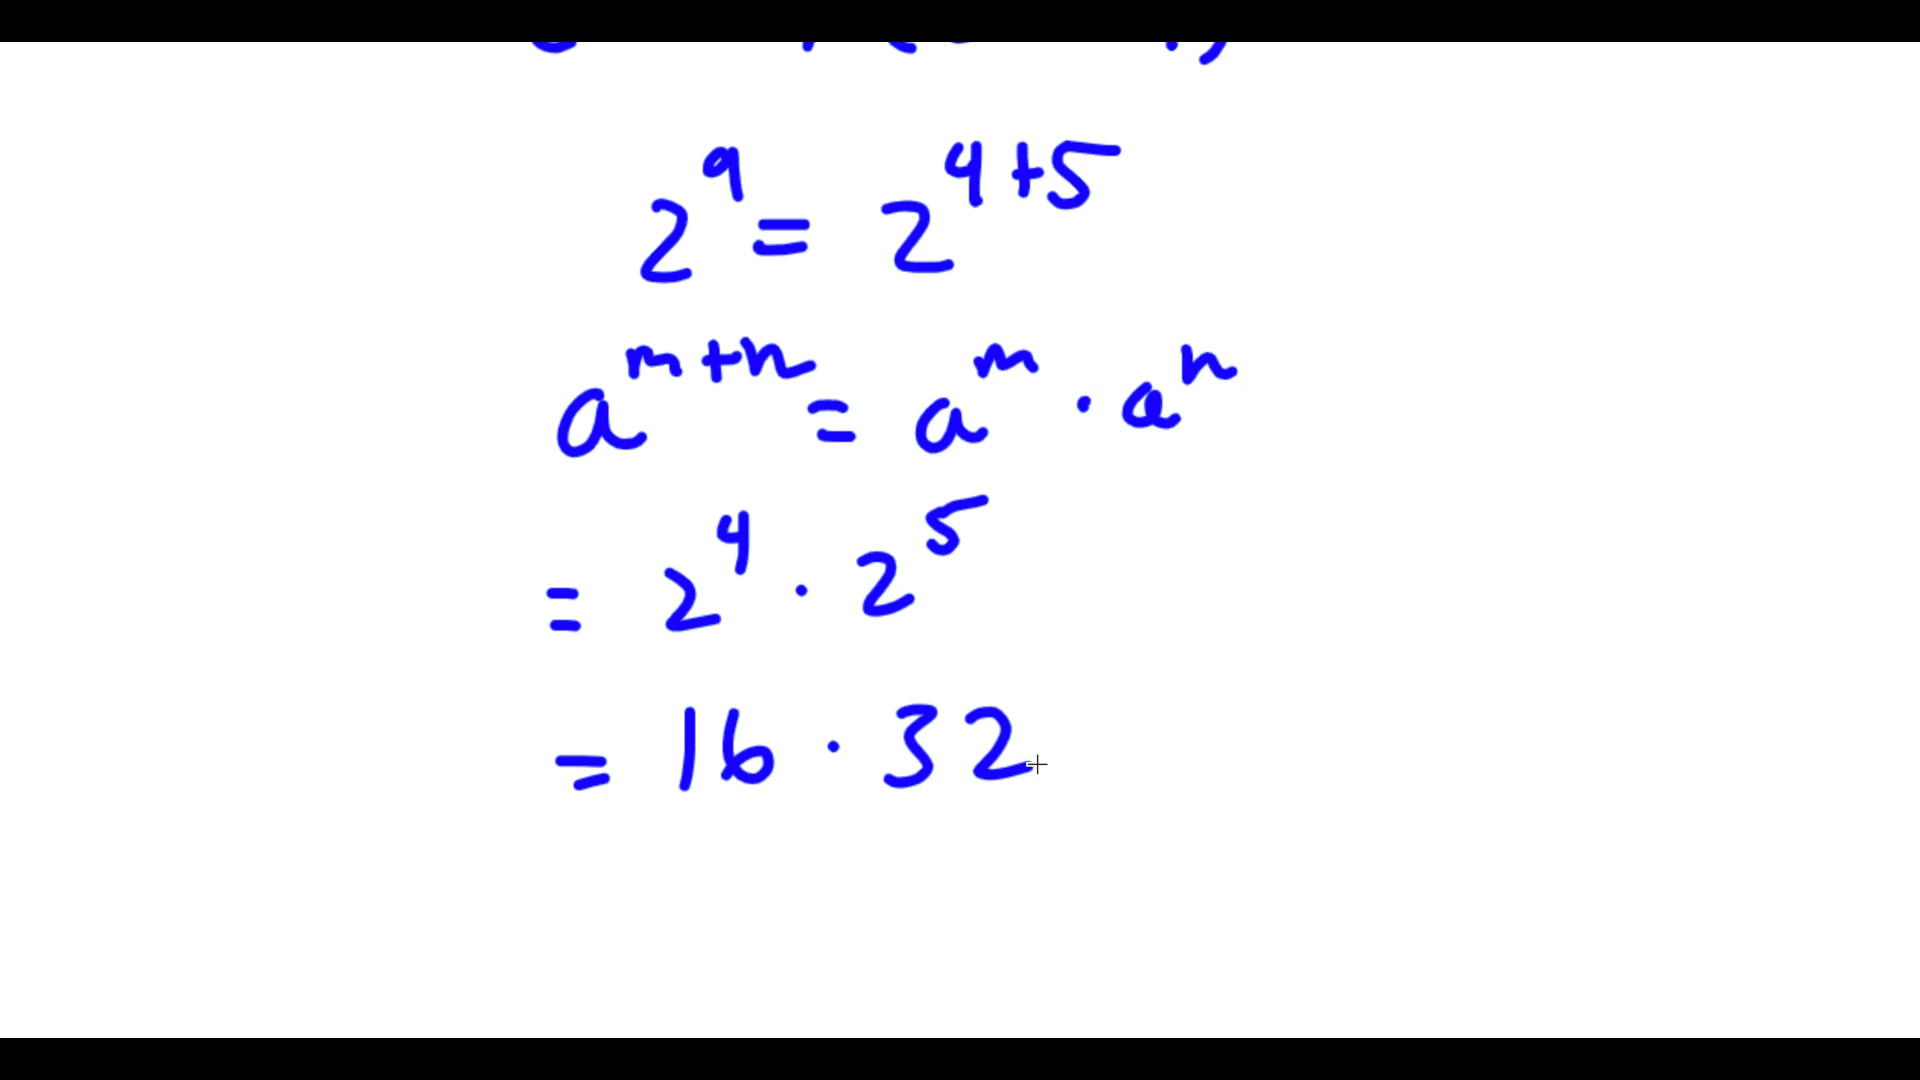 2^9 = 2^{4+5}
a^{m+n} = a^m · a^n
= 2^4 · 2^5
= 16 · 32